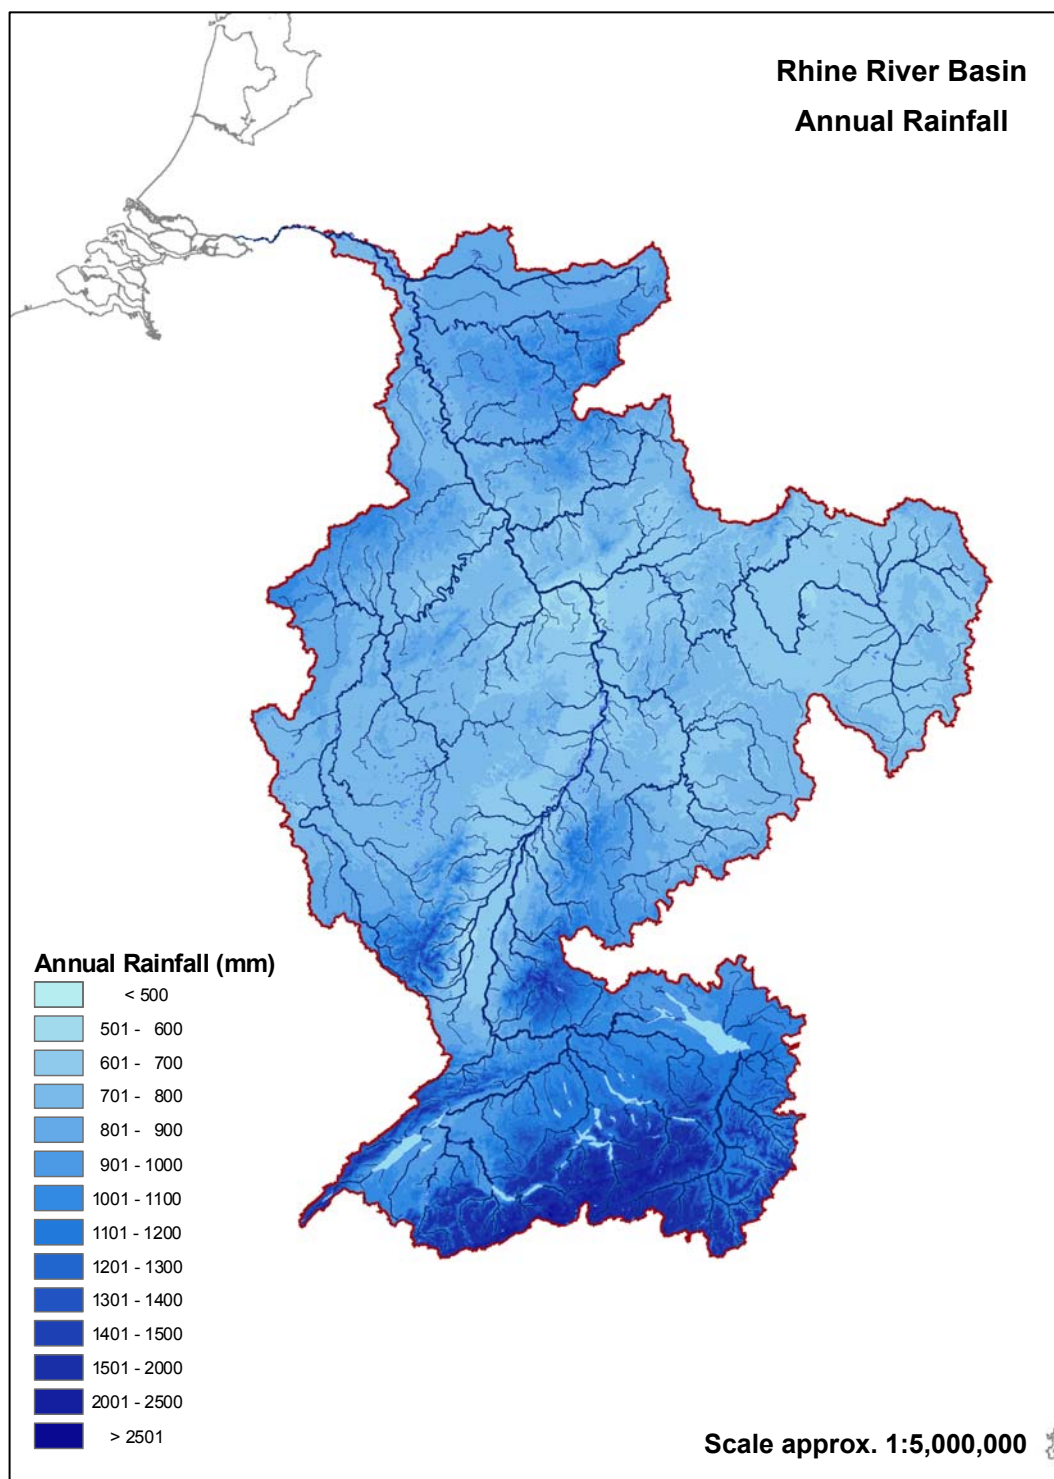 Rhine River Basin
Annual Rainfall
Annual Rainfall (mm)
< 500
501 - 600
601 - 700
701 - 800
801 - 900
901 - 1000
1001 - 1100
1101 - 1200
1201 - 1300
1301 - 1400
1401 - 1500
1501 - 2000
2001 - 2500
> 2501
Scale approx. 1:5,000,000